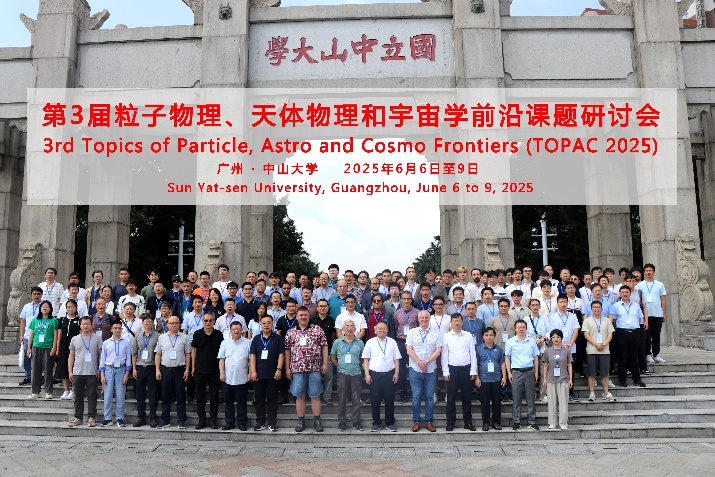 國立中山大學
第3届粒子物理、天体物理和宇宙学前沿课题研讨会
3rd Topics of Particle, Astro and Cosmo Frontiers (TOPAC 2025)
广州·中山大学 2025年6月6日至9日
Sun Yat-sen University, Guangzhou, June 6 to 9, 2025